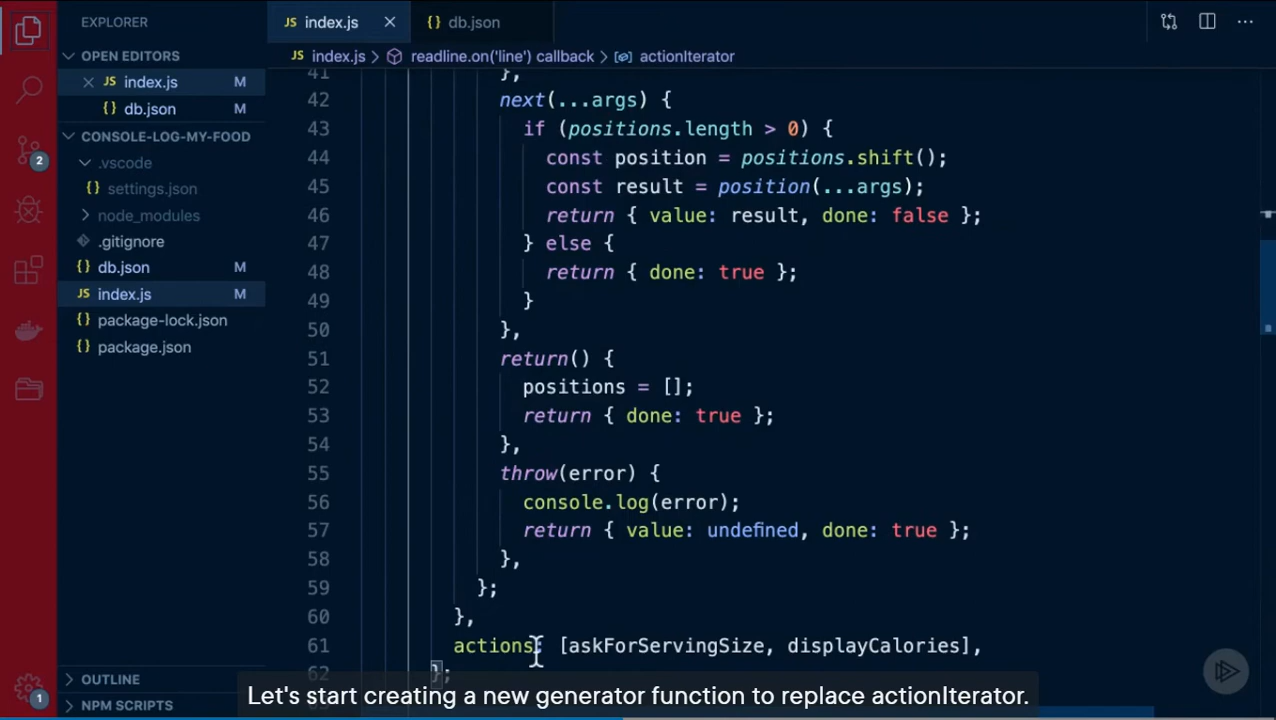 EXPLORER
OPEN EDITORS
JS index.js M
{} db.json M
CONSOLE-LOG-MY-FOOD
2
.vscode
{} settings.json
node_modules
.gitignore
{} db.json M
JS index.js M
{} package-lock.json
{} package.json
OUTLINE
NPM SCRIPTS
1
JS index.js
{} db.json
JS index.js > readline.on('line') callback > actionIterator
41 },
42 next(...args) {
43 if (positions.length > 0) {
44 const position = positions.shift();
45 const result = position(...args);
46 return { value: result, done: false };
47 } else {
48 return { done: true };
49 }
50 },
51 return() {
52 positions = [];
53 return { done: true };
54 },
55 throw(error) {
56 console.log(error);
57 return { value: undefined, done: true };
58 },
59 };
60 },
61 actions: [askForServingSize, displayCalories],
62 };
Let's start creating a new generator function to replace actionIterator.